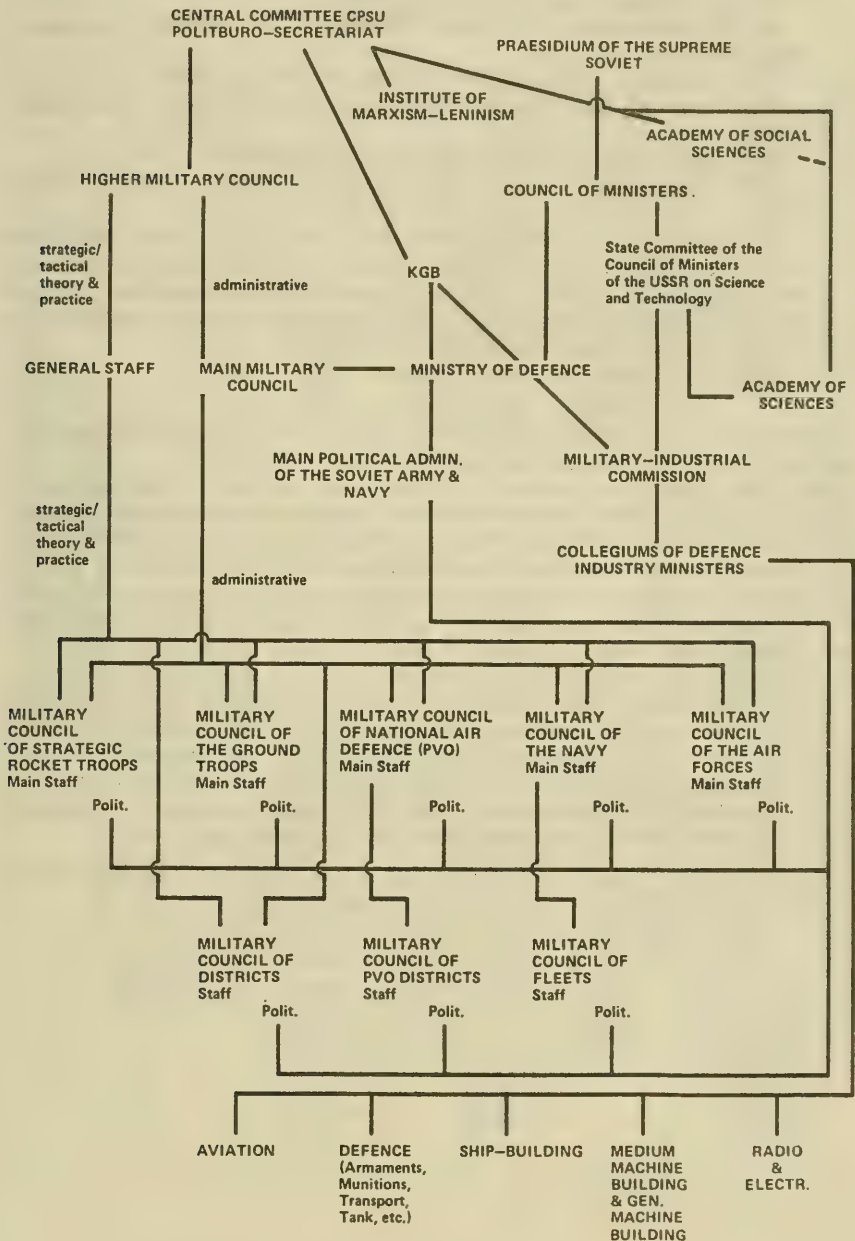 CENTRAL COMMITTEE CPSU
POLITBURO–SECRETARIAT
PRAESIDIUM OF THE SUPREME
SOVIET
INSTITUTE OF
MARXISM–LENINISM
ACADEMY OF SOCIAL
SCIENCES
HIGHER MILITARY COUNCIL
COUNCIL OF MINISTERS .
strategic/
tactical
theory &
practice
administrative
KGB
State Committee of the
Council of Ministers
of the USSR on Science
and Technology
GENERAL STAFF
MAIN MILITARY
COUNCIL
MINISTRY OF DEFENCE
ACADEMY OF
SCIENCES
MAIN POLITICAL ADMIN.
OF THE SOVIET ARMY &
NAVY
MILITARY–INDUSTRIAL
COMMISSION
strategic/
tactical
theory &
practice
administrative
COLLEGIUMS OF DEFENCE
INDUSTRY MINISTERS
MILITARY
COUNCIL
OF STRATEGIC
ROCKET TROOPS
Main Staff
Polit.
MILITARY
COUNCIL OF
THE GROUND
TROOPS
Main Staff
Polit.
MILITARY COUNCIL
OF NATIONAL AIR
DEFENCE (PVO)
Main Staff
Polit.
MILITARY
COUNCIL OF
THE NAVY
Main Staff
Polit.
MILITARY
COUNCIL
OF THE AIR
FORCES
Main Staff
Polit.
MILITARY
COUNCIL OF
DISTRICTS
Staff
Polit.
MILITARY
COUNCIL OF
PVO DISTRICTS
Staff
Polit.
MILITARY
COUNCIL OF
FLEETS
Staff
Polit.
AVIATION
DEFENCE
(Armaments,
Munitions,
Transport,
Tank, etc.)
SHIP–BUILDING
MEDIUM
MACHINE
BUILDING
& GEN.
MACHINE
BUILDING
RADIO
&
ELECTR.